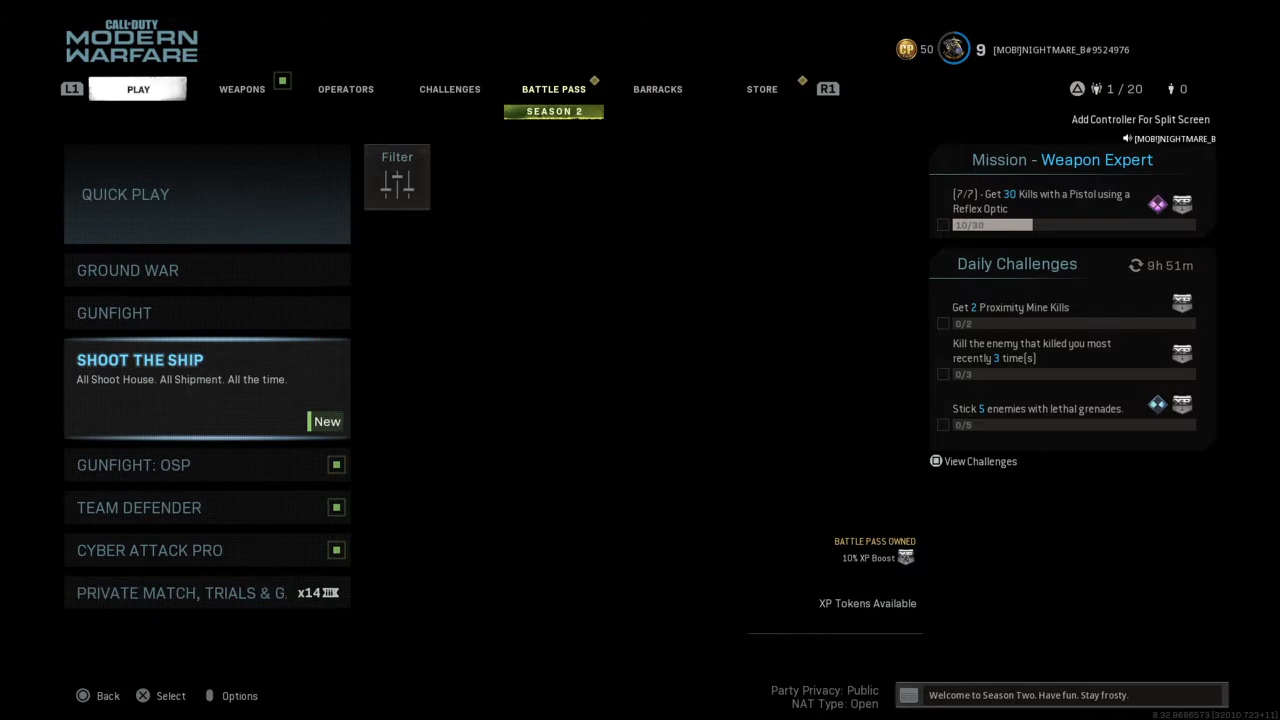 CALL OF DUTY
MODERN
WARFARE
CP 50
9 [MOB!]NIGHTMARE_B#9524976
L1
PLAY
WEAPONS
OPERATORS
CHALLENGES
BATTLE PASS
BARRACKS
STORE
R1
SEASON 2
1 / 20
0
Add Controller For Split Screen
[MOB!]NIGHTMARE_B
QUICK PLAY
GROUND WAR
GUNFIGHT
SHOOT THE SHIP
All Shoot House. All Shipment. All the time.
New
GUNFIGHT: OSP
TEAM DEFENDER
CYBER ATTACK PRO
PRIVATE MATCH, TRIALS & G. x14
Filter
Mission - Weapon Expert
[7/7] - Get 30 Kills with a Pistol using a
Reflex Optic
10/30
Daily Challenges
9h 51m
Get 2 Proximity Mine Kills
0/2
Kill the enemy that killed you most
recently 3 time[s]
0/3
Stick 5 enemies with lethal grenades.
0/5
View Challenges
BATTLE PASS OWNED
10% XP Boost
XP Tokens Available
Back
Select
Options
Party Privacy: Public
NAT Type: Open
Welcome to Season Two. Have fun. Stay frosty.
8.32.8686573 [32010:723+11]